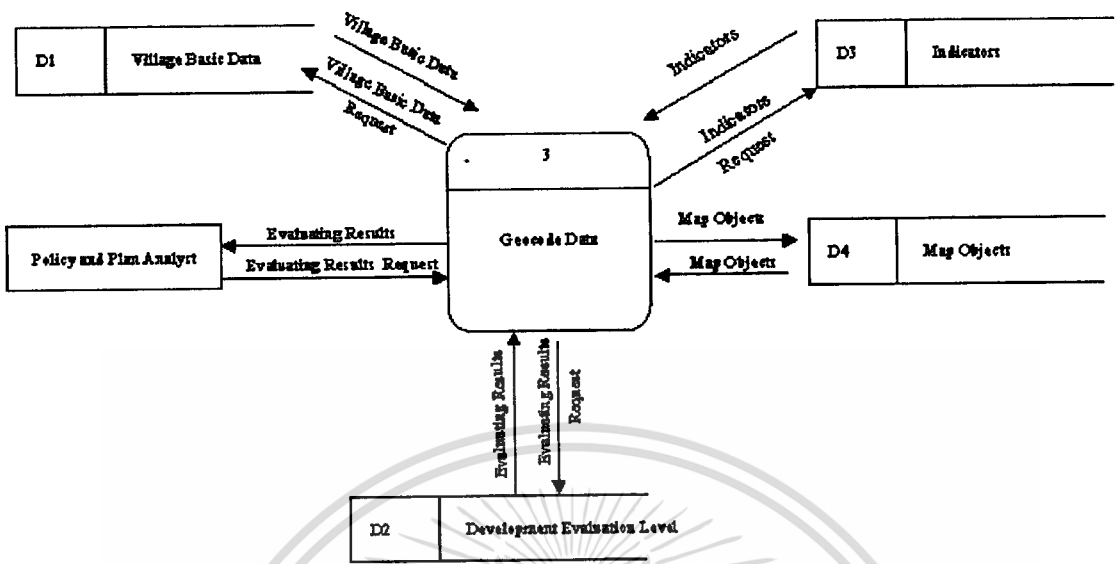 D1
Village Basic Data
Village Basic Data
Village Basic Data
Request
Indicators
Indicators
Request
D3
Indicators
3
Geocode Data
Policy and Plan Analyst
Evaluating Results
Evaluating Results Request
Map Objects
Map Objects
D4
Map Objects
Evaluating Results
Evaluating Results
Request
D2
Development Evaluation Level